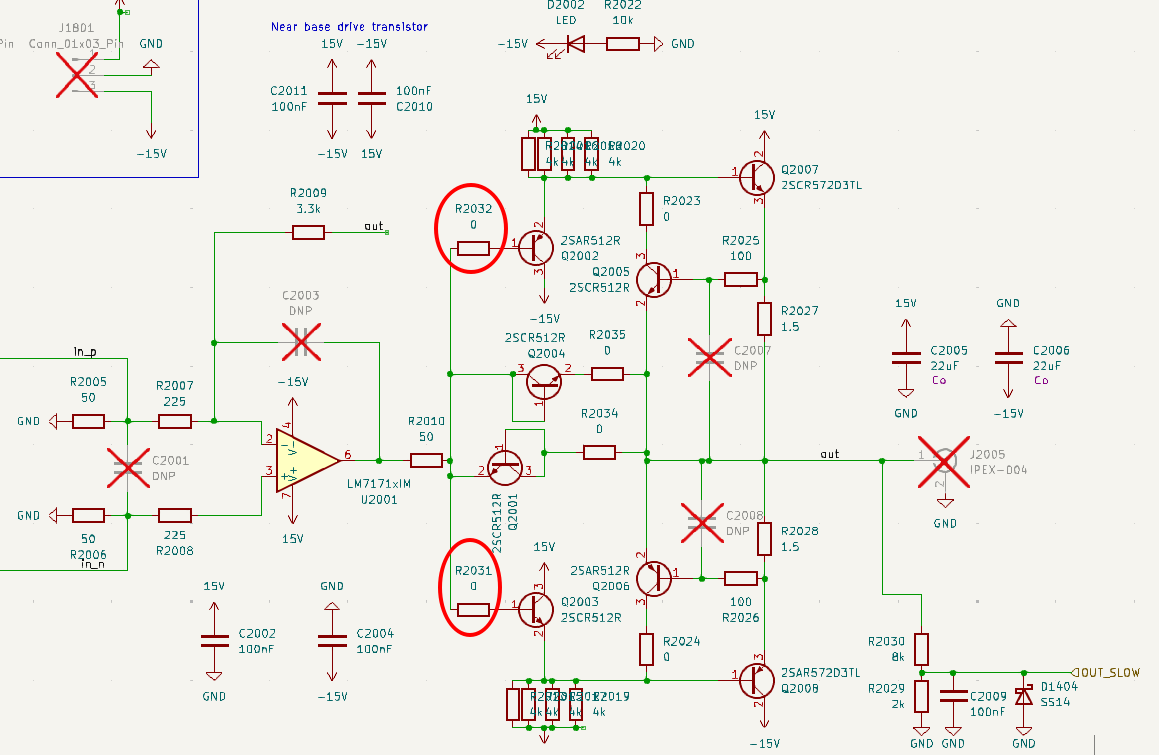 J1801
Conn_01x03_Pin
Pin
1
2
3
GND
-15V
Near base drive transistor
15V
-15V
C2011
100nF
100nF
C2010
-15V
15V
D2002
LED
R2022
10k
-15V
GND
15V
R2020
4k
4k
4k
4k
15V
2
1
3
Q2007
2SCR572D3TL
R2009
3.3k
out
R2032
0
1
2
3
2SAR512R
Q2002
-15V
R2023
0
Q2005
2SCR512R
3
1
2
R2025
100
R2027
1.5
C2003
DNP
2SCR512R
Q2004
3
2
1
R2035
0
C2007
DNP
15V
C2005
22uF
Co
GND
GND
C2006
22uF
Co
-15V
in_p
R2005
50
GND
R2007
225
-15V
2
4
V-
-
3
+
V+
7
6
15V
LM7171xIM
U2001
C2001
DNP
R2010
50
R2034
0
1
2
3
2SCR512R
Q2001
out
1
2
J2005
IPEX-004
GND
GND
50
R2006
in_n
225
R2008
C2008
DNP
R2028
1.5
R2031
0
15V
1
3
2
Q2003
2SCR512R
2SAR512R
Q2006
2
1
3
100
R2026
15V
C2002
100nF
GND
GND
C2004
100nF
-15V
R2024
0
R2019
4k
4k
4k
4k
1
3
2
2SAR572D3TL
Q2008
-15V
R2030
8k
R2029
2k
C2009
100nF
D1404
SS14
OUT_SLOW
GND
GND
GND